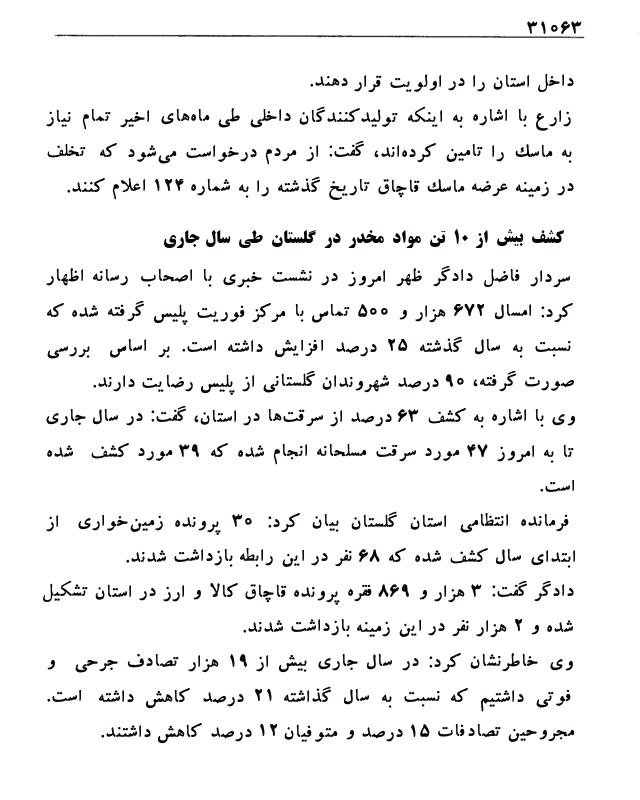 ۳۱۰۶۳
داخل استان را در اولویت قرار دهند.
زارع با اشاره به اینکه تولیدکنندگان داخلی طی ماه‌های اخیر تمام نیاز
به ماسك را تامین کرده‌اند، گفت: از مردم درخواست می‌شود که تخلف
در زمینه عرضه ماسك قاچاق تاریخ گذشته را به شماره ۱۲۴ اعلام کنند.
کشف بیش از ۱۰ تن مواد مخدر در گلستان طی سال جاری
سردار فاضل دادگر ظهر امروز در نشست خبری با اصحاب رسانه اظهار
کرد: امسال ۶۷۲ هزار و ۵۰۰ تماس با مرکز فوریت پلیس گرفته شده که
نسبت به سال گذشته ۲۵ درصد افزایش داشته است. بر اساس بررسی
صورت گرفته، ۹۰ درصد شهروندان گلستانی از پلیس رضایت دارند.
وی با اشاره به کشف ۶۳ درصد از سرقت‌ها در استان، گفت: در سال جاری
تا به امروز ۴۷ مورد سرقت مسلحانه انجام شده که ۳۹ مورد کشف شده
است.
فرمانده انتظامی استان گلستان بیان کرد: ۳۰ پرونده زمین‌خواری از
ابتدای سال کشف شده که ۶۸ نفر در این رابطه بازداشت شدند.
دادگر گفت: ۳ هزار و ۸۶۹ فقره پرونده قاچاق کالا و ارز در استان تشکیل
شده و ۲ هزار نفر در این زمینه بازداشت شدند.
وی خاطرنشان کرد: در سال جاری بیش از ۱۹ هزار تصادف جرحی و
فوتی داشتیم که نسبت به سال گذاشته ۲۱ درصد کاهش داشته است.
مجروحین تصادفات ۱۵ درصد و متوفیان ۱۲ درصد کاهش داشتند.